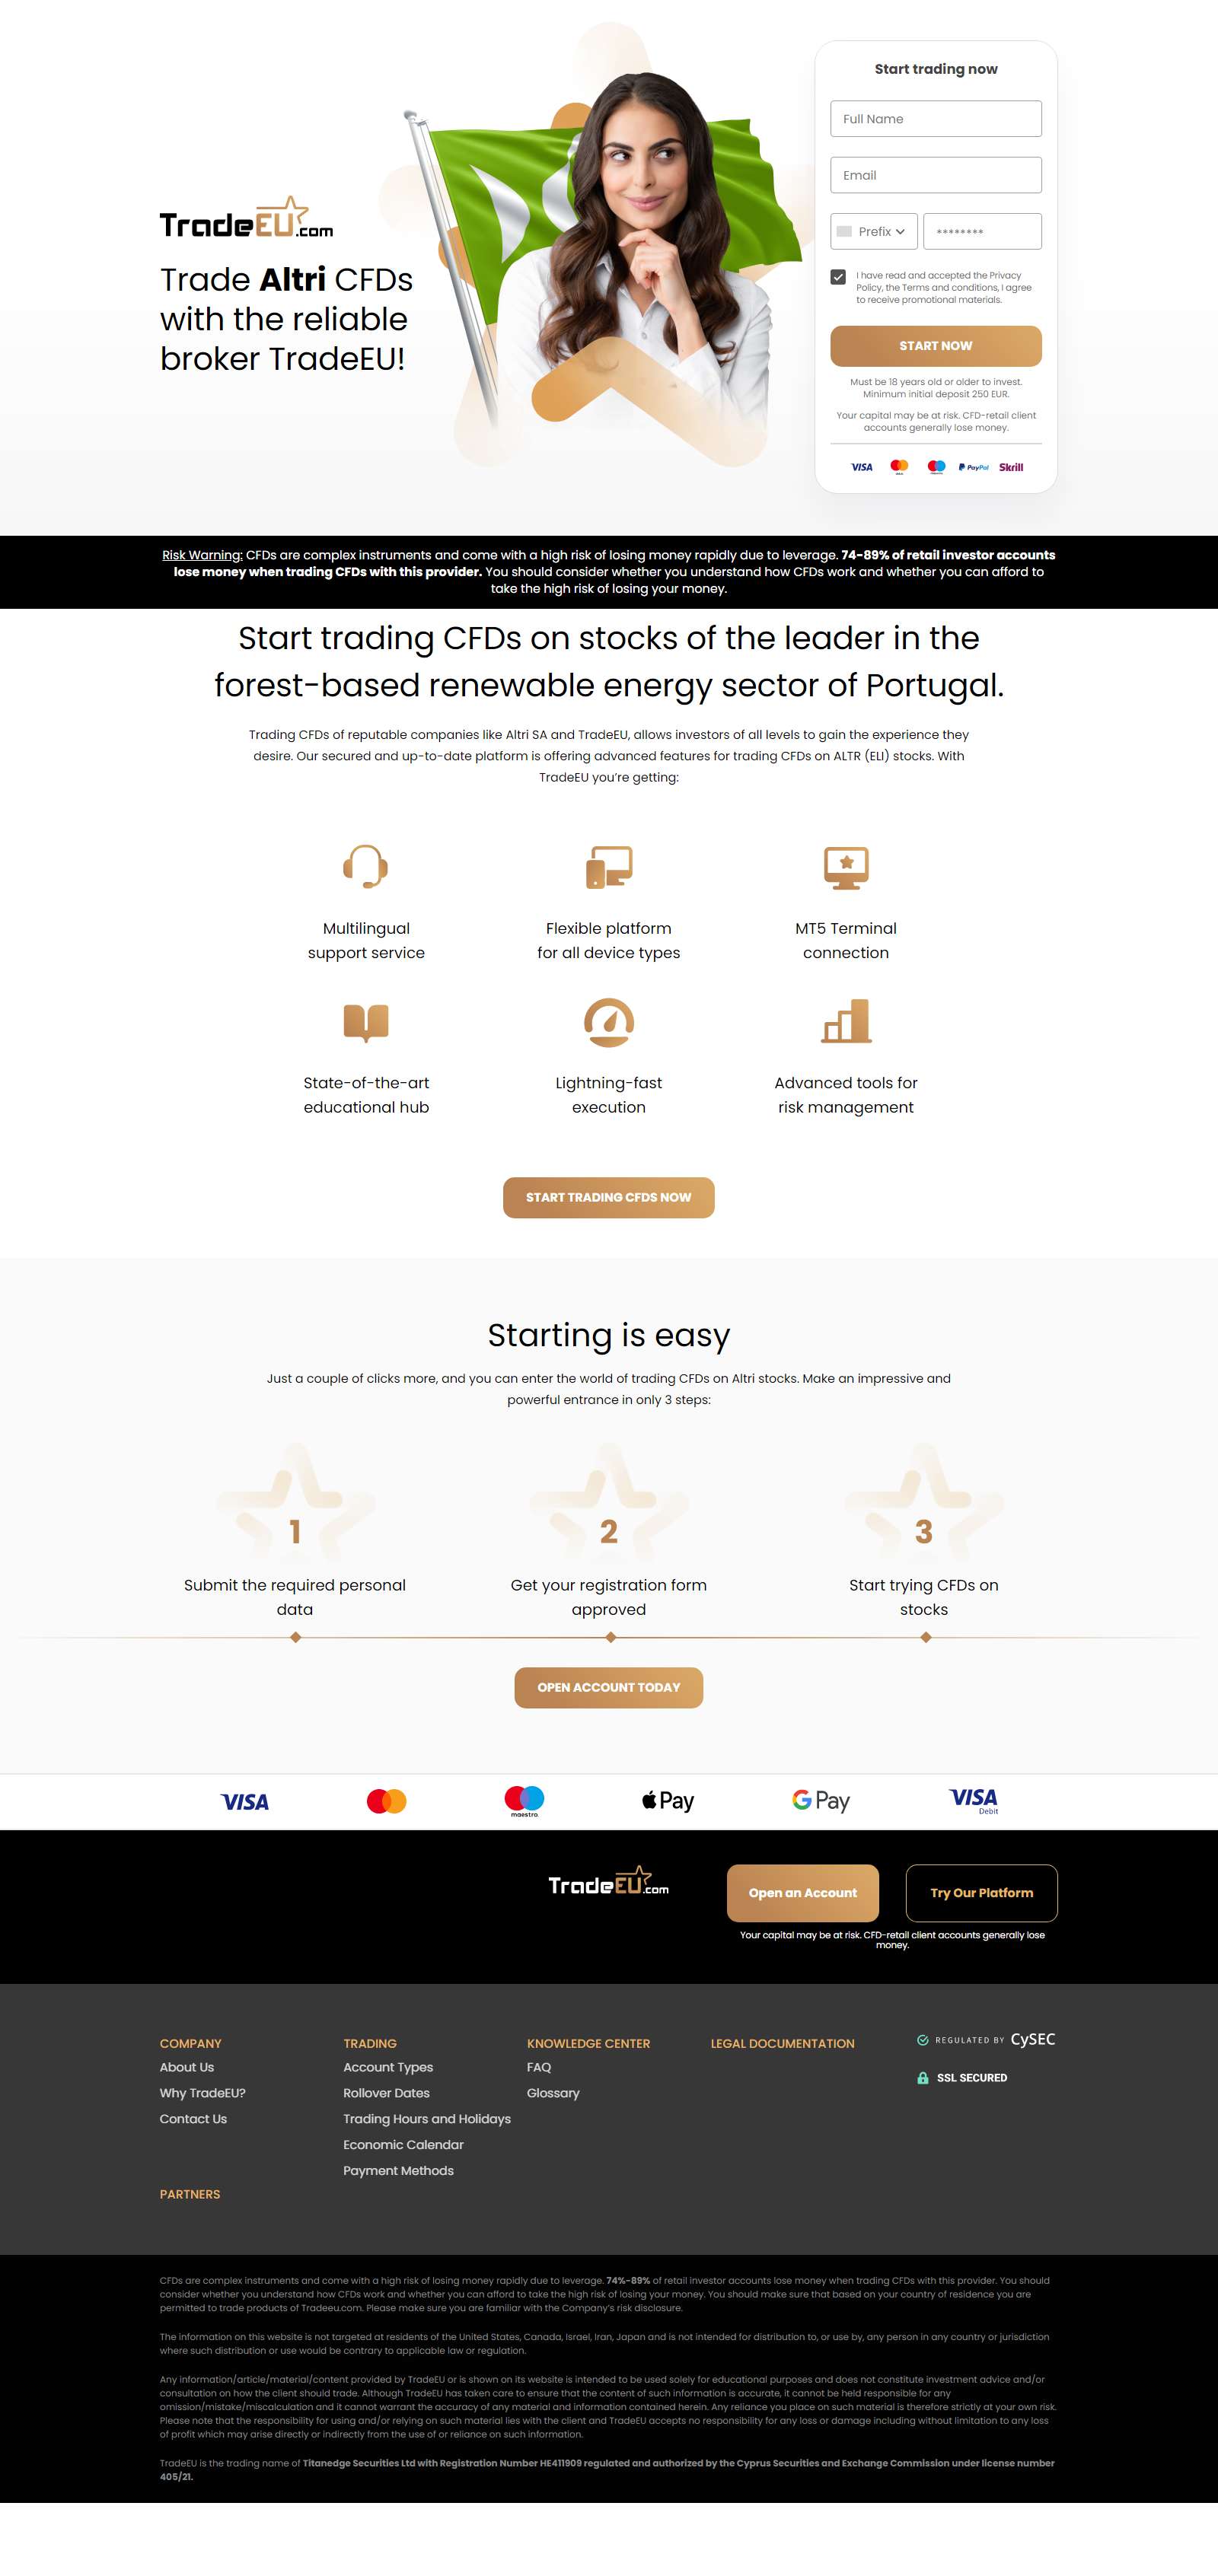 TradeEU.com
Trade Altri CFDs
with the reliable
broker TradeEU!
Start trading now
Full Name
Email
Prefix
********
I have read and accepted the Privacy
Policy, the Terms and conditions, I agree
to receive promotional materials.
START NOW
Must be 18 years old or older to invest.
Minimum initial deposit 250 EUR.
Your capital may be at risk. CFD-retail client
accounts generally lose money.
VISA PayPal Skrill
Risk Warning: CFDs are complex instruments and come with a high risk of losing money rapidly due to leverage. 74-89% of retail investor accounts
lose money when trading CFDs with this provider. You should consider whether you understand how CFDs work and whether you can afford to
take the high risk of losing your money.
Start trading CFDs on stocks of the leader in the
forest-based renewable energy sector of Portugal.
Trading CFDs of reputable companies like Altri SA and TradeEU, allows investors of all levels to gain the experience they
desire. Our secured and up-to-date platform is offering advanced features for trading CFDs on ALTR (ELI) stocks. With
TradeEU you're getting:
Multilingual
support service
Flexible platform
for all device types
MT5 Terminal
connection
State-of-the-art
educational hub
Lightning-fast
execution
Advanced tools for
risk management
START TRADING CFDS NOW
Starting is easy
Just a couple of clicks more, and you can enter the world of trading CFDs on Altri stocks. Make an impressive and
powerful entrance in only 3 steps:
1
Submit the required personal
data
2
Get your registration form
approved
3
Start trying CFDs on
stocks
OPEN ACCOUNT TODAY
VISA maestro Pay G Pay VISA Debit
TradeEU.com
Open an Account
Try Our Platform
Your capital may be at risk. CFD-retail client accounts generally lose
money.
COMPANY
About Us
Why TradeEU?
Contact Us
TRADING
Account Types
Rollover Dates
Trading Hours and Holidays
Economic Calendar
Payment Methods
KNOWLEDGE CENTER
FAQ
Glossary
LEGAL DOCUMENTATION
REGULATED BY CySEC
SSL SECURED
PARTNERS
CFDs are complex instruments and come with a high risk of losing money rapidly due to leverage. 74%-89% of retail investor accounts lose money when trading CFDs with this provider. You should
consider whether you understand how CFDs work and whether you can afford to take the high risk of losing your money. You should make sure that based on your country of residence you are
permitted to trade products of Tradeeu.com. Please make sure you are familiar with the Company's risk disclosure.
The information on this website is not targeted at residents of the United States, Canada, Israel, Iran, Japan and is not intended for distribution to, or use by, any person in any country or jurisdiction
where such distribution or use would be contrary to applicable law or regulation.
Any information/article/material/content provided by TradeEU or is shown on its website is intended to be used solely for educational purposes and does not constitute investment advice and/or
consultation on how the client should trade. Although TradeEU has taken care to ensure that the content of such information is accurate, it cannot be held responsible for any
omission/mistake/miscalculation and it cannot warrant the accuracy of any material and information contained herein. Any reliance you place on such material is therefore strictly at your own risk.
Please note that the responsibility for using and/or relying on such material lies with the client and TradeEU accepts no responsibility for any loss or damage including without limitation to any loss
of profit which may arise directly or indirectly from the use of or reliance on such information.
TradeEU is the trading name of Titanedge Securities Ltd with Registration Number HE411909 regulated and authorized by the Cyprus Securities and Exchange Commission under license number
405/21.